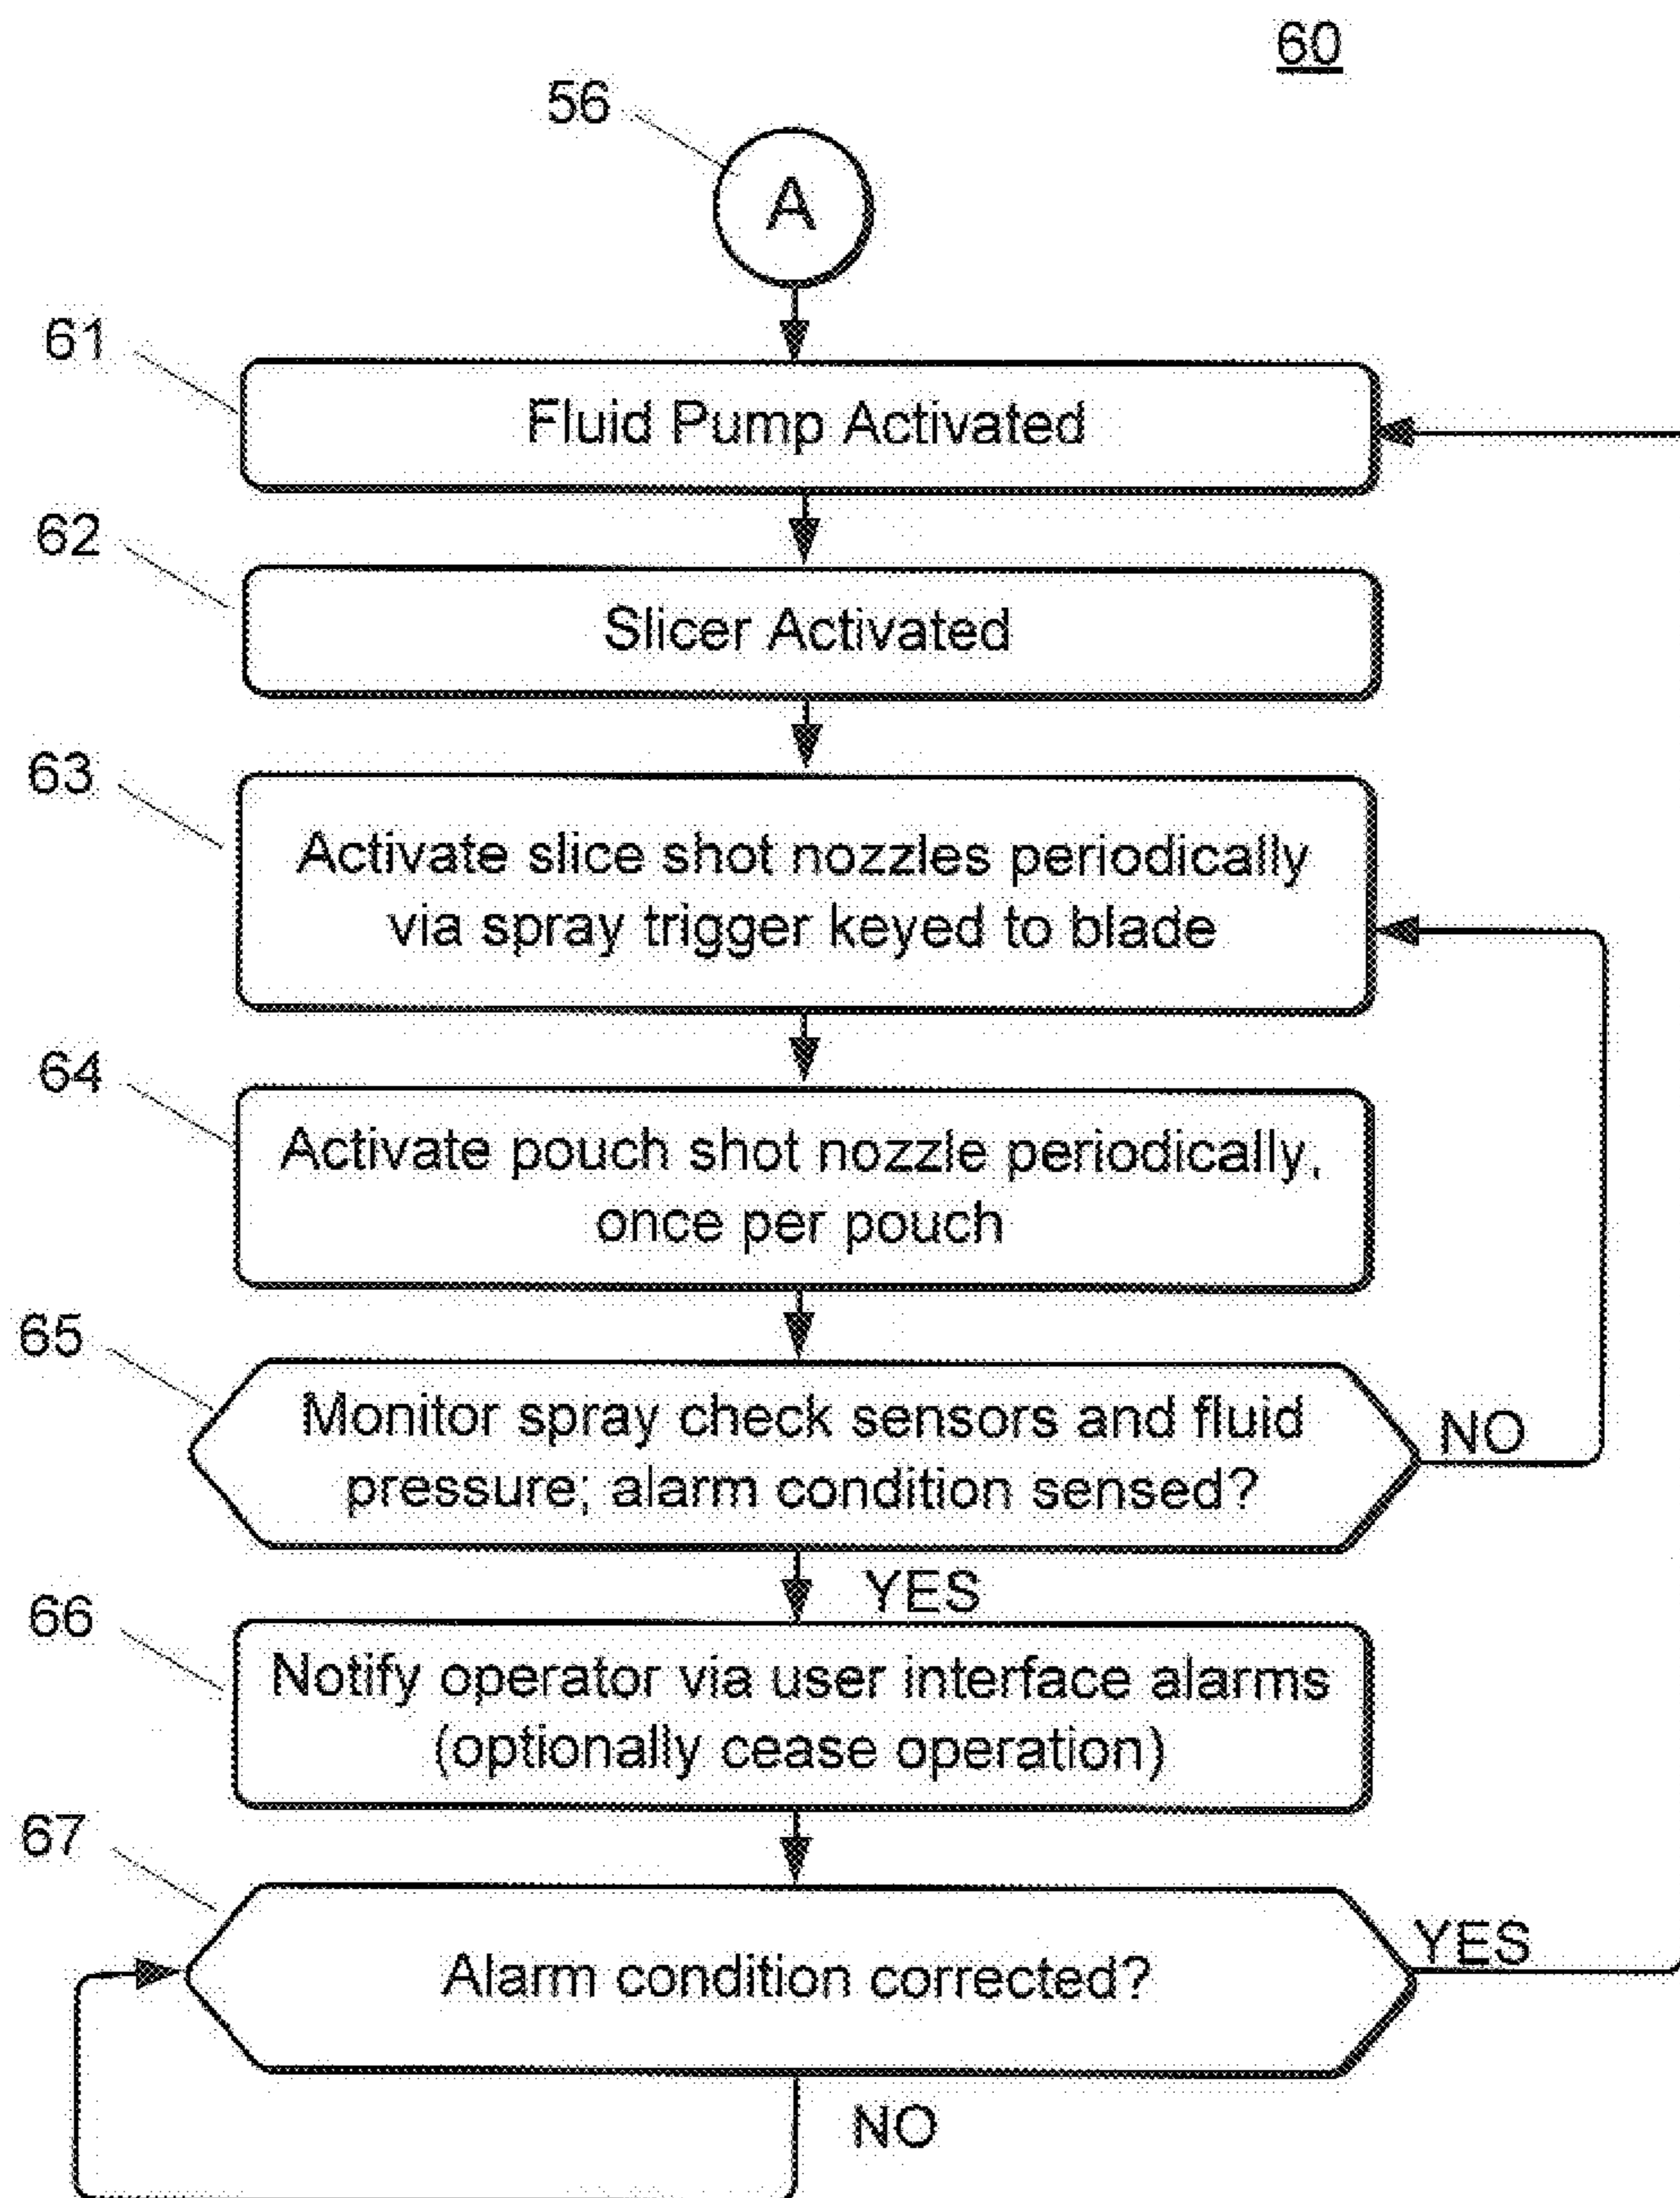 60
56
A
61
Fluid Pump Activated
62
Slicer Activated
63
Activate slice shot nozzles periodically
via spray trigger keyed to blade
64
Activate pouch shot nozzle periodically,
once per pouch
65
Monitor spray check sensors and fluid
pressure; alarm condition sensed?
NO
YES
66
Notify operator via user interface alarms
(optionally cease operation)
67
Alarm condition corrected?
YES
NO